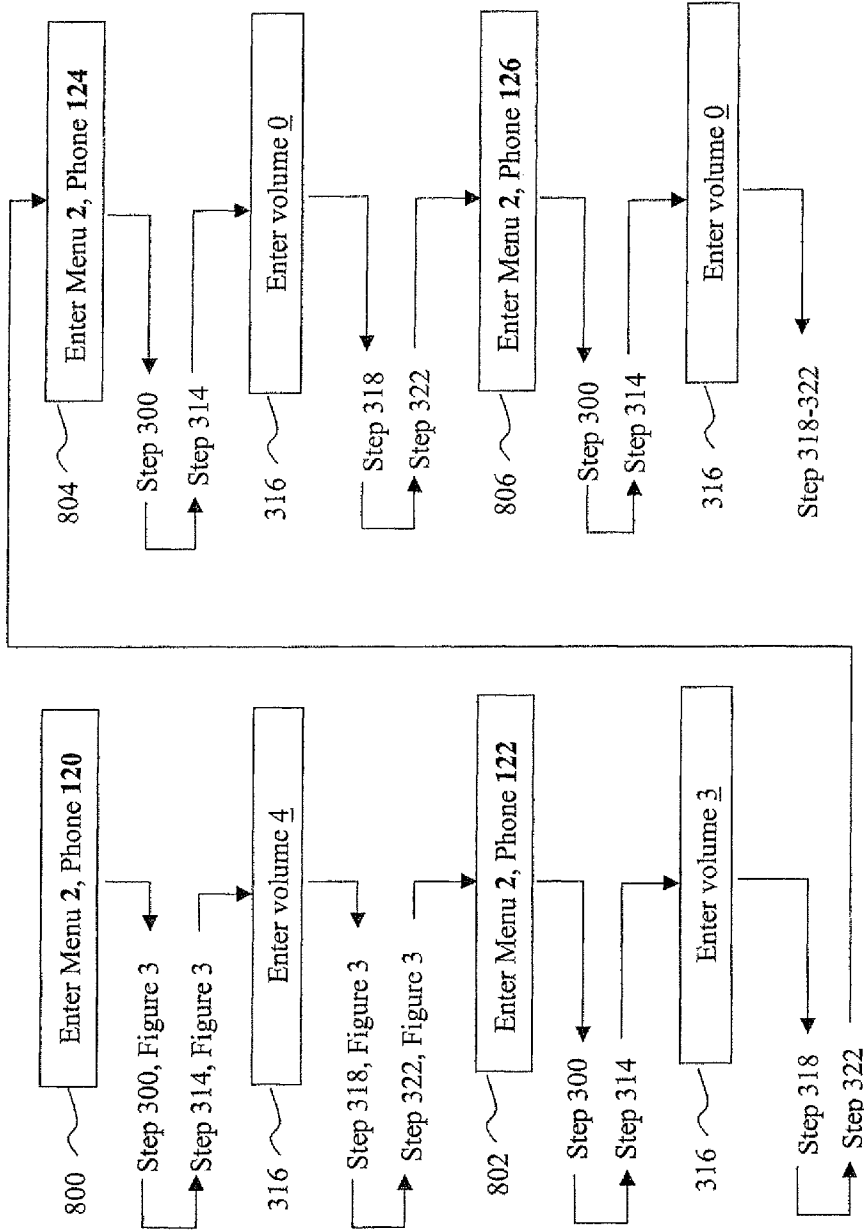 800
Enter Menu 2, Phone 120
Step 300, Figure 3
Step 314, Figure 3
316
Enter volume 4
Step 318, Figure 3
Step 322, Figure 3
802
Enter Menu 2, Phone 122
Step 300
Step 314
316
Enter volume 3
Step 318
Step 322
804
Enter Menu 2, Phone 124
Step 300
Step 314
316
Enter volume 0
Step 318
Step 322
806
Enter Menu 2, Phone 126
Step 300
Step 314
316
Enter volume 0
Step 318-322